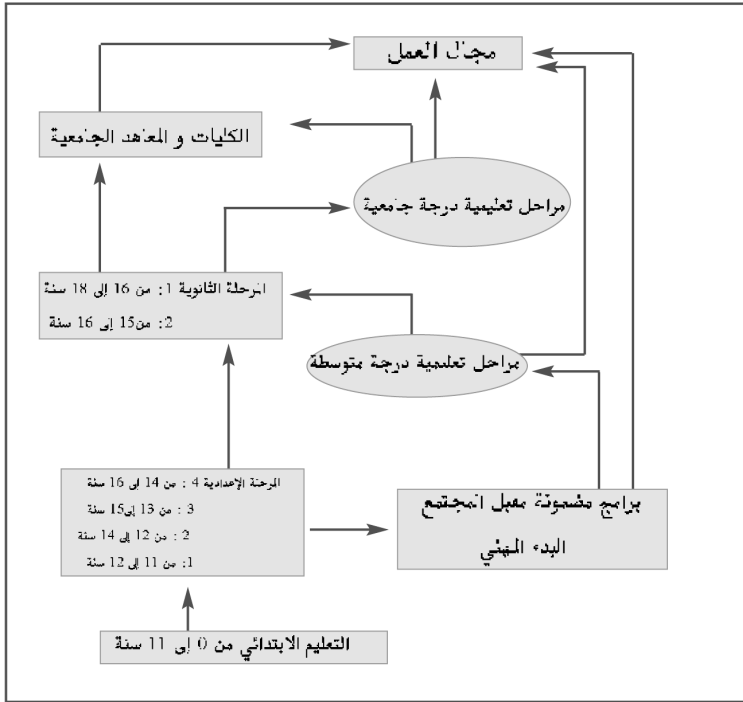 مجال العمل
الكليات و المعاهد الجامعية
مراحل تعليمية درجة جامعية
المرحلة الثانوية 1: من 16 إلى 18 سنة
2: من15 إلى 16 سنة
مراحل تعليمية درجة متوسطة
المرحلة الإعدادية 4 : من 14 الى 16 سنة
3 : من 13 إلى15 سنة
2 : من 12 إلى 14 سنة
1: من 11 إلى 12 سنة
برامج مضمونة مقبل المجتمع
البدء المهني
التعليم الابتدائي من 0 إلى 11 سنة